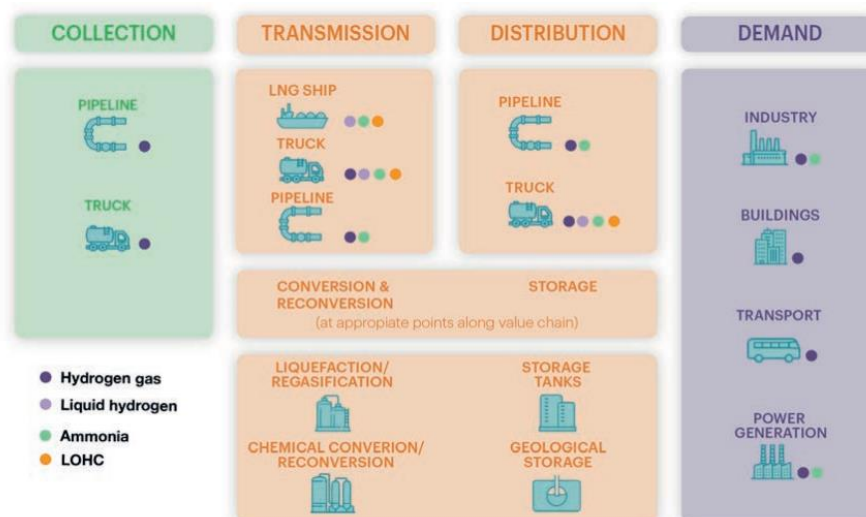 COLLECTION
TRANSMISSION
DISTRIBUTION
DEMAND
PIPELINE
TRUCK
LNG SHIP
TRUCK
PIPELINE
PIPELINE
TRUCK
INDUSTRY
BUILDINGS
TRANSPORT
POWER
GENERATION
CONVERSION &
RECONVERSION
STORAGE
(at appropiate points along value chain)
LIQUEFACTION/
REGASIFICATION
STORAGE
TANKS
CHEMICAL CONVERION/
RECONVERSION
GEOLOGICAL
STORAGE
Hydrogen gas
Liquid hydrogen
Ammonia
LOHC